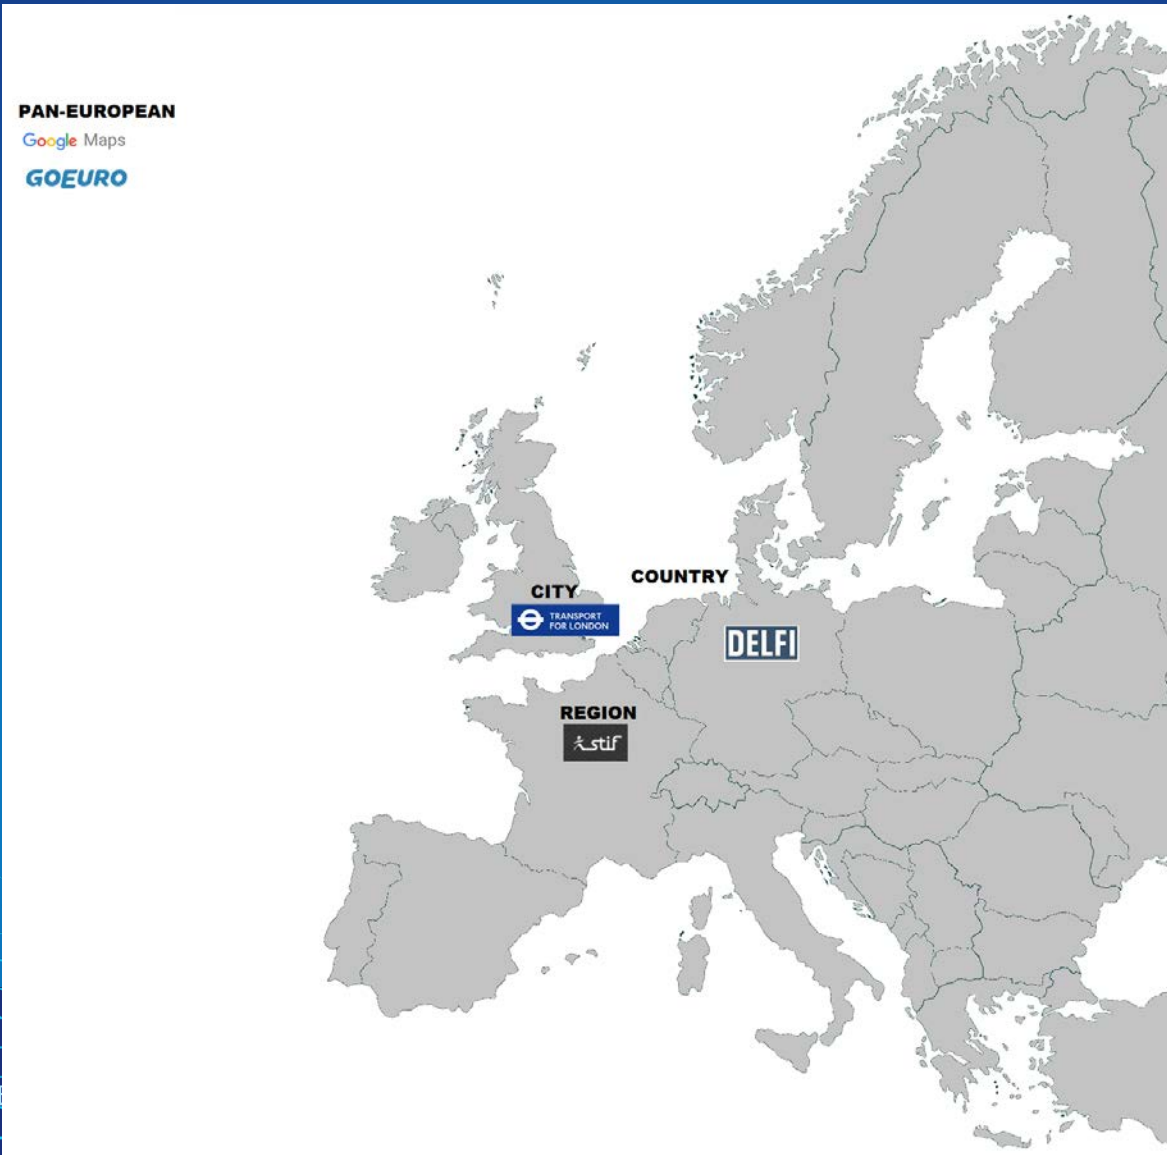 PAN-EUROPEAN
Google Maps
GOEURO
COUNTRY
CITY
TRANSPORT
FOR LONDON
DELFI
REGION
stif